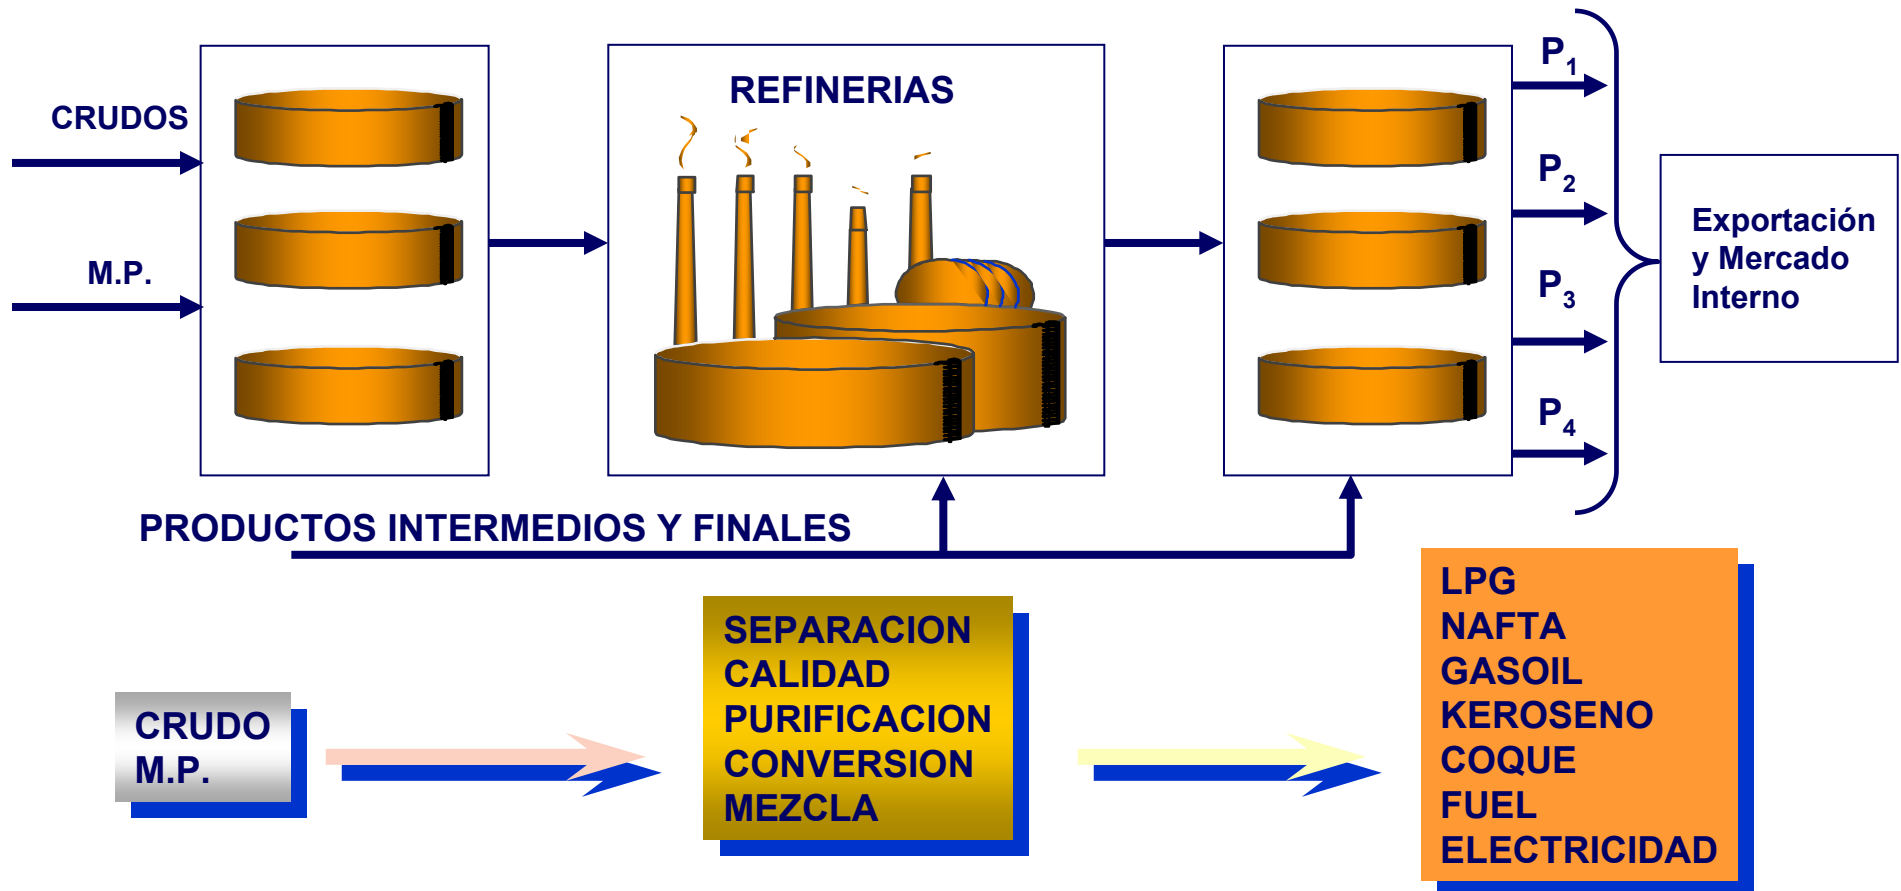 CRUDOS
M.P.
REFINERIAS
P1
P2
P3
P4
Exportación
y Mercado
Interno
PRODUCTOS INTERMEDIOS Y FINALES
CRUDO
M.P.
SEPARACION
CALIDAD
PURIFICACION
CONVERSION
MEZCLA
LPG
NAFTA
GASOIL
KEROSENO
COQUE
FUEL
ELECTRICIDAD